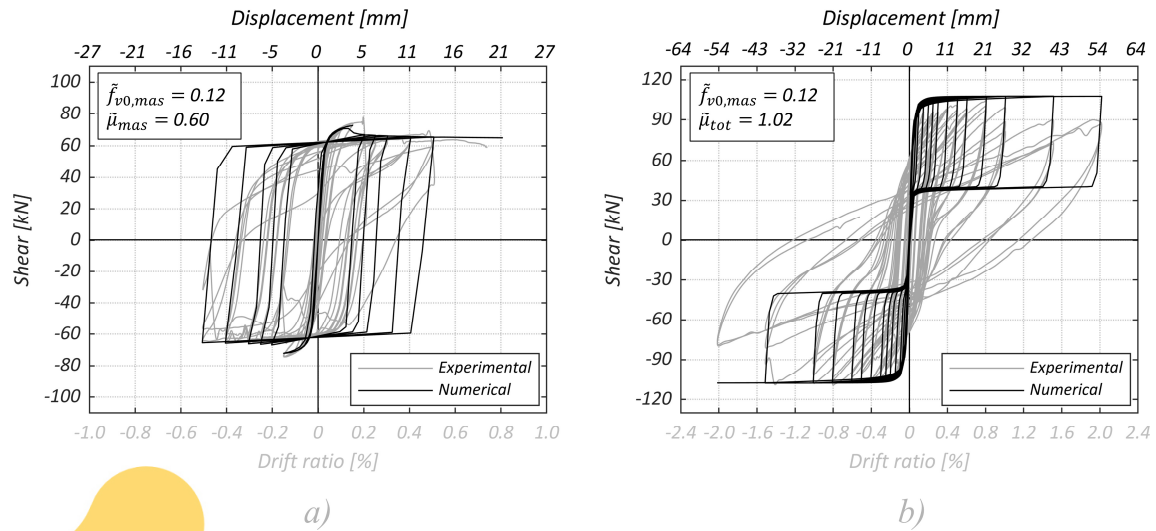 Displacement [mm]
-27 -21 -16 -11 -5 0 5 11 16 21 27
100
80
60
40
20
0
-20
-40
-60
-80
-100
Shear [kN]
f̃v0,mas = 0.12
μ̄mas = 0.60
Experimental
Numerical
-1.0 -0.8 -0.6 -0.4 -0.2 0 0.2 0.4 0.6 0.8 1.0
Drift ratio [%]
a)
Displacement [mm]
-64 -54 -43 -32 -21 -11 0 11 21 32 43 54 64
120
90
60
30
0
-30
-60
-90
-120
Shear [kN]
f̃v0,mas = 0.12
μ̄tot = 1.02
Experimental
Numerical
-2.4 -2.0 -1.6 -1.2 -0.8 -0.4 0 0.4 0.8 1.2 1.6 2.0 2.4
Drift ratio [%]
b)